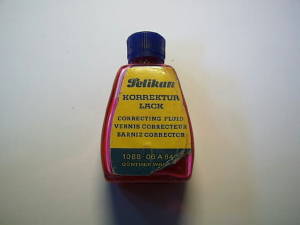 Pelikan
KORREKTUR
LACK
CORRECTING FLUID
VERNIS CORRECTEUR
BARNIZ CORRECTOR